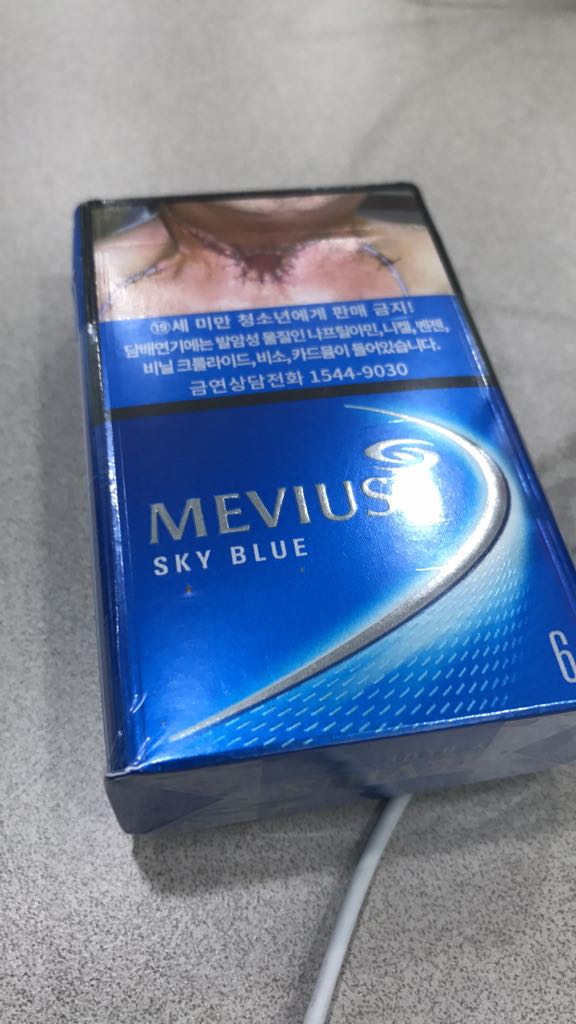 ⑲세 미만 청소년에게 판매 금지!
담배연기에는 발암성 물질인 나프틸아민, 니켈, 벤젠,
비닐 크롤라이드, 비소, 카드뮴이 들어있습니다.
금연상담전화 1544-9030
MEVIUS
SKY BLUE
6